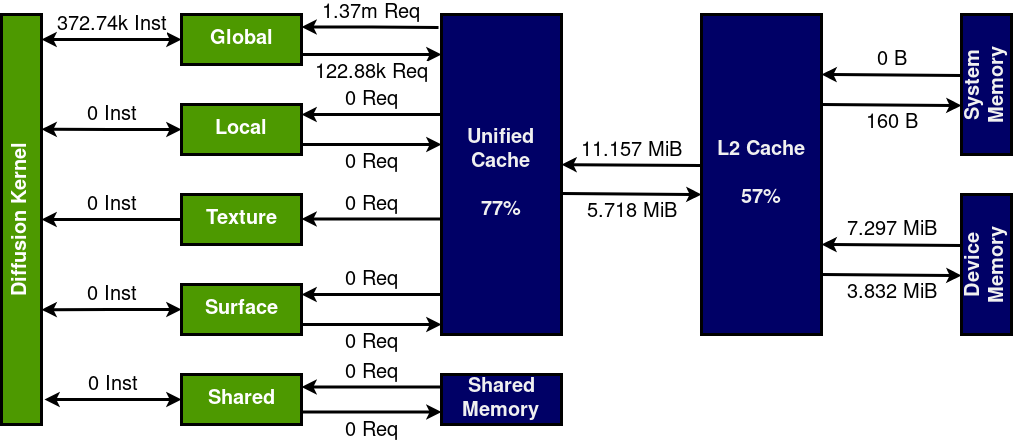 Diffusion Kernel
372.74k Inst
Global
1.37m Req
122.88k Req
0 Inst
Local
0 Req
0 Req
0 Inst
Texture
0 Req
0 Inst
Surface
0 Req
0 Req
0 Inst
Shared
0 Req
0 Req
Unified
Cache
77%
Shared
Memory
11.157 MiB
5.718 MiB
L2 Cache
57%
0 B
160 B
System
Memory
7.297 MiB
3.832 MiB
Device
Memory